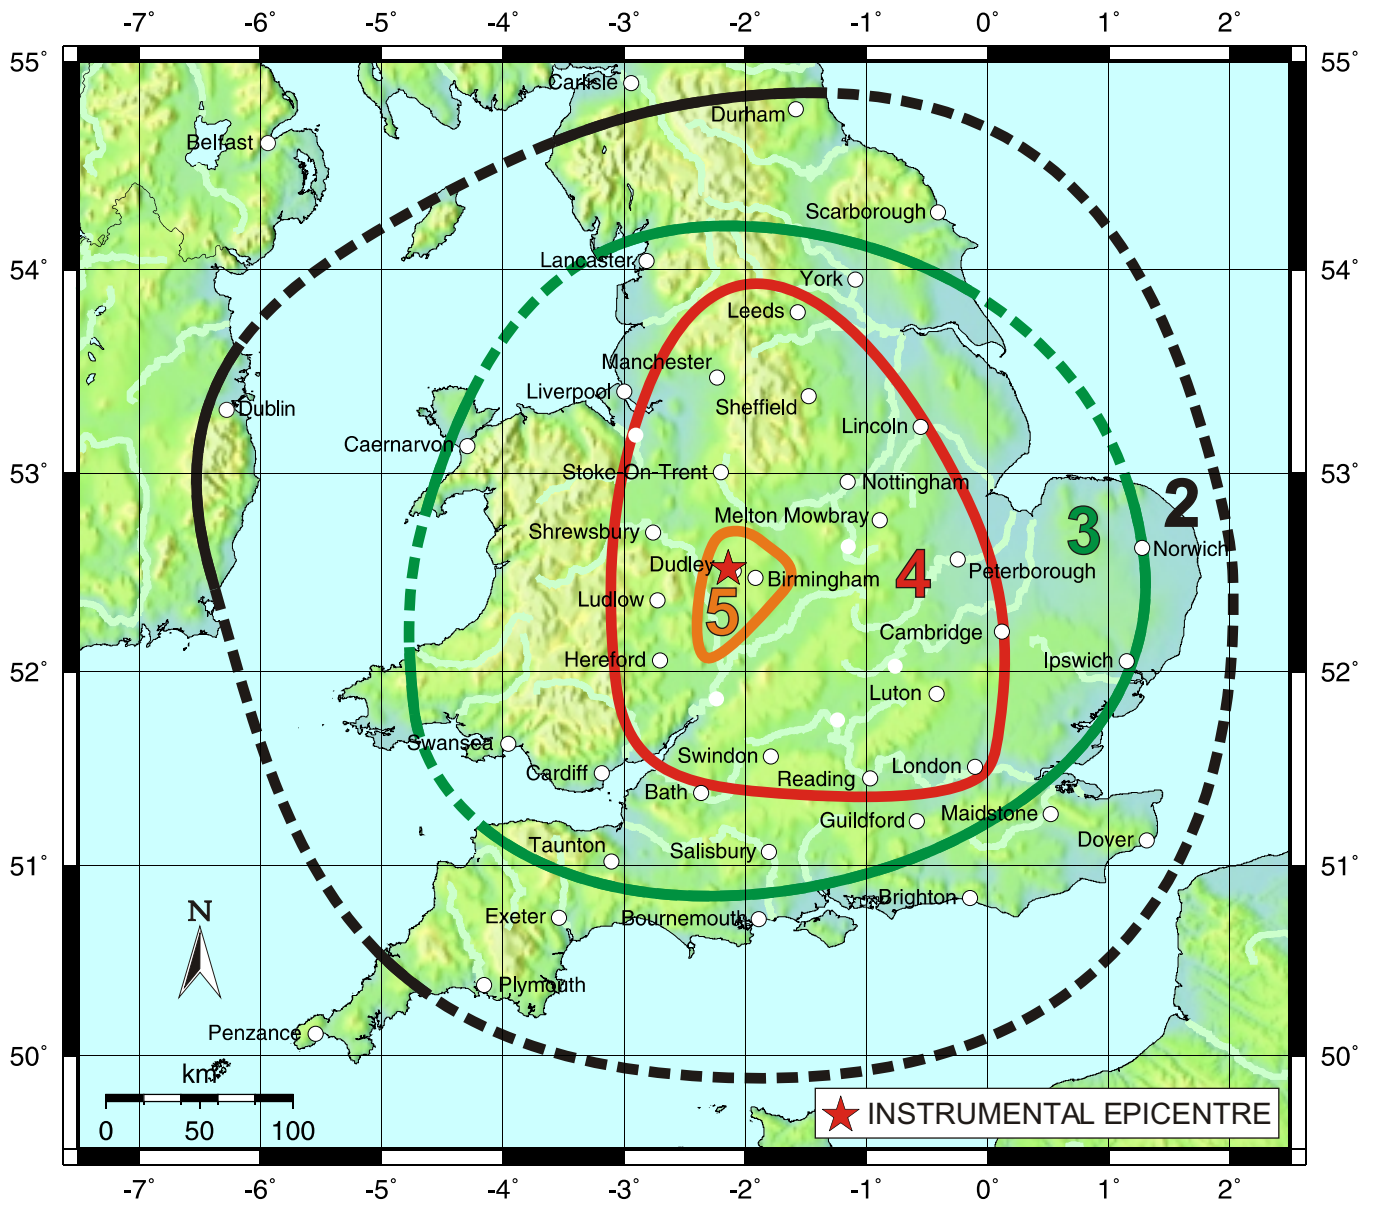 -7° -6° -5° -4° -3° -2° -1° 0° 1° 2°
55° 55°
Carlisle
Durham
Belfast
Scarborough
54° Lancaster 54°
York
Leeds
Manchester
Liverpool
Sheffield
Dublin
Lincoln
Caernarvon
53° Stoke-On-Trent 53°
Nottingham
2
Melton Mowbray
3
Shrewsbury
Norwich
Dudley
Peterborough
4
Birmingham
Ludlow
5
Cambridge
Hereford
Ipswich
52° 52°
Luton
Swansea
Swindon
London
Cardiff
Reading
Bath
Maidstone
Guildford
Dover
Taunton
Salisbury
51° 51°
Brighton
N
Exeter
Bournemouth
Plymouth
Penzance
50° 50°
km
0 50 100
INSTRUMENTAL EPICENTRE
-7° -6° -5° -4° -3° -2° -1° 0° 1° 2°